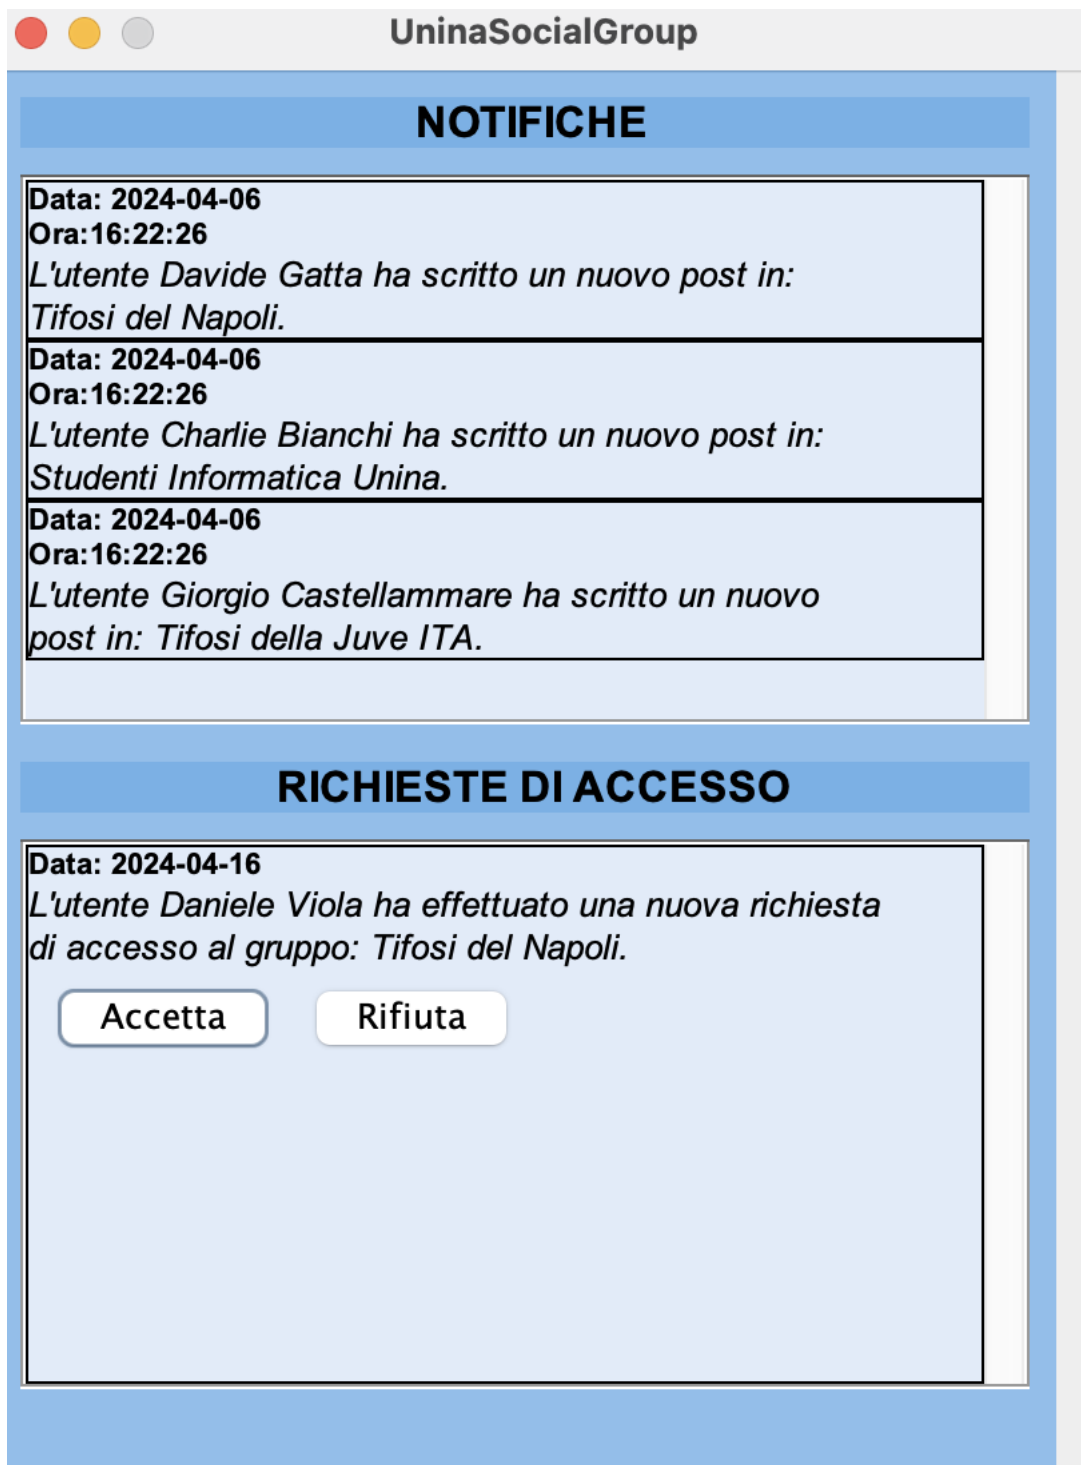 UninaSocialGroup
NOTIFICHE
Data: 2024-04-06
Ora:16:22:26
L'utente Davide Gatta ha scritto un nuovo post in:
Tifosi del Napoli.
Data: 2024-04-06
Ora:16:22:26
L'utente Charlie Bianchi ha scritto un nuovo post in:
Studenti Informatica Unina.
Data: 2024-04-06
Ora:16:22:26
L'utente Giorgio Castellammare ha scritto un nuovo
post in: Tifosi della Juve ITA.
RICHIESTE DI ACCESSO
Data: 2024-04-16
L'utente Daniele Viola ha effettuato una nuova richiesta
di accesso al gruppo: Tifosi del Napoli.
Accetta Rifiuta